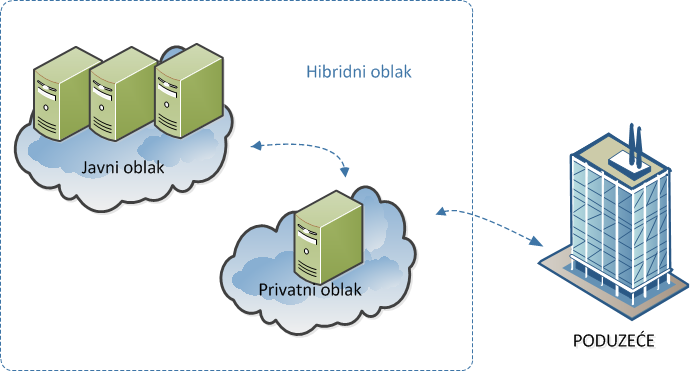 Hibridni oblak
Javni oblak
Privatni oblak
PODUZEĆE